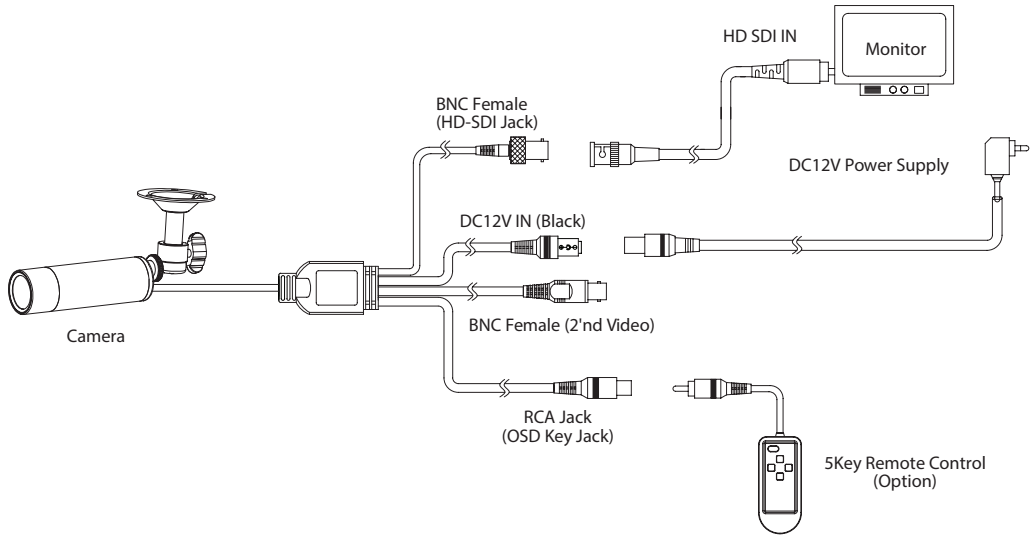 HD SDI IN
Monitor
BNC Female
(HD-SDI Jack)
DC12V Power Supply
DC12V IN (Black)
BNC Female (2'nd Video)
Camera
RCA Jack
(OSD Key Jack)
5Key Remote Control
(Option)